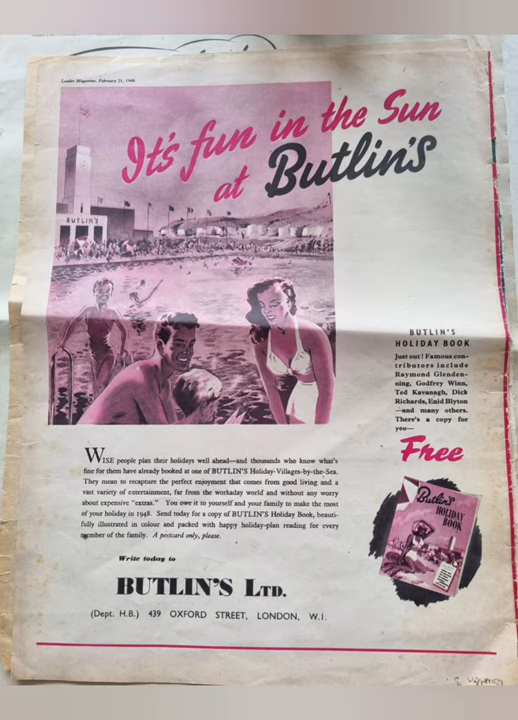 Leader Magazine, February 21, 1948
It's fun in the Sun
at Butlin's
BUTLIN'S
BUTLIN'S
HOLIDAY BOOK
Just out! Famous con-
tributors include
Raymond Glenden-
ning, Godfrey Winn,
Ted Kavanagh, Dick
Richards, Enid Blyton
—and many others.
There's a copy for
you—
Free
Butlin's
HOLIDAY
BOOK
WISE people plan their holidays well ahead—and thousands who know what's
fine for them have already booked at one of BUTLIN'S Holiday-Villages-by-the-Sea.
They mean to recapture the perfect enjoyment that comes from good living and a
vast variety of entertainment, far from the workaday world and without any worry
about expensive "extras." You owe it to yourself and your family to make the most
of your holiday in 1948. Send today for a copy of BUTLIN'S Holiday Book, beauti-
fully illustrated in colour and packed with happy holiday-plan reading for every
member of the family. A postcard only, please.
Write today to
BUTLIN'S LTD.
(Dept. H.B.) 439 OXFORD STREET, LONDON, W.I.